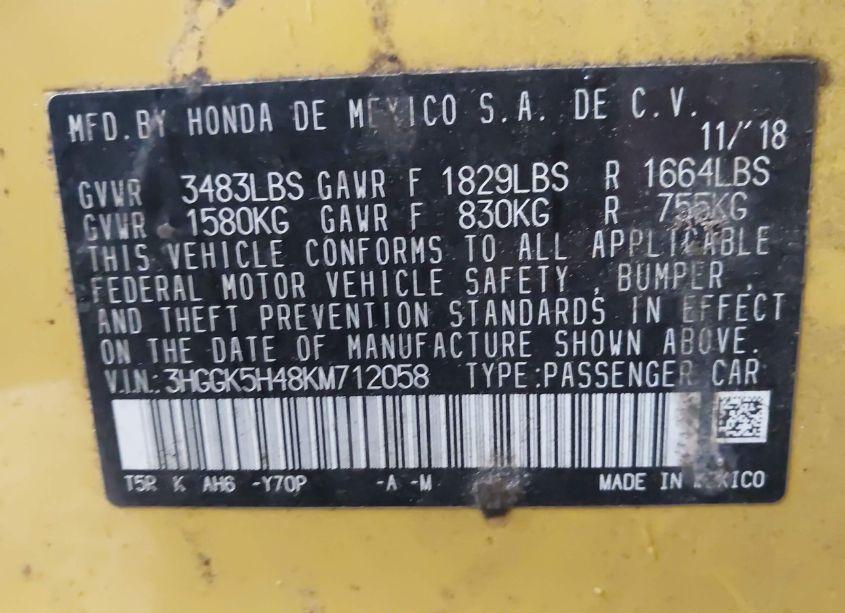 MFD. BY HONDA DE MEXICO S.A. DE C.V.
11/'18
GVWR 3483LBS GAWR F 1829LBS R 1664LBS
GVWR 1580KG GAWR F 830KG R 755KG
THIS VEHICLE CONFORMS TO ALL APPLICABLE
FEDERAL MOTOR VEHICLE SAFETY , BUMPER ,
AND THEFT PREVENTION STANDARDS IN EFFECT
ON THE DATE OF MANUFACTURE SHOWN ABOVE.
V.I.N.: 3HGGK5H48KM712058 TYPE:PASSENGER CAR
T5R K AH6 -Y70P -A -M MADE IN MEXICO